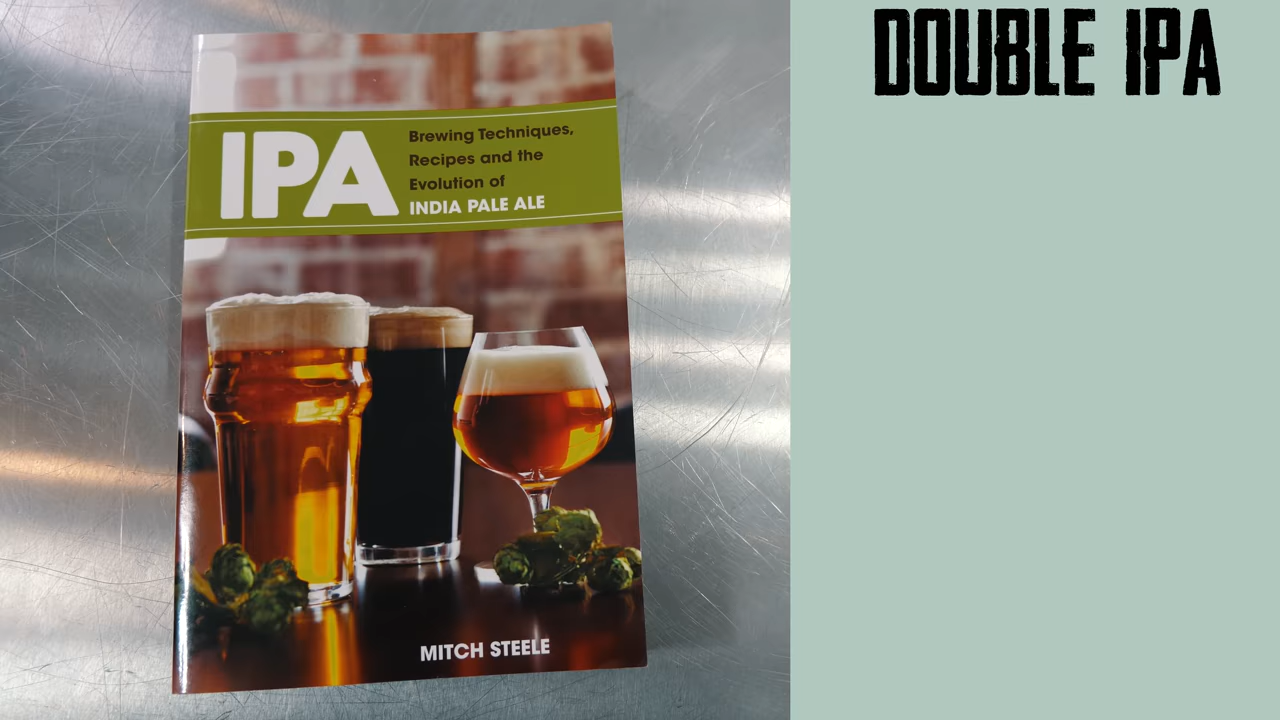 IPA
Brewing Techniques,
Recipes and the
Evolution of
INDIA PALE ALE
MITCH STEELE
DOUBLE IPA